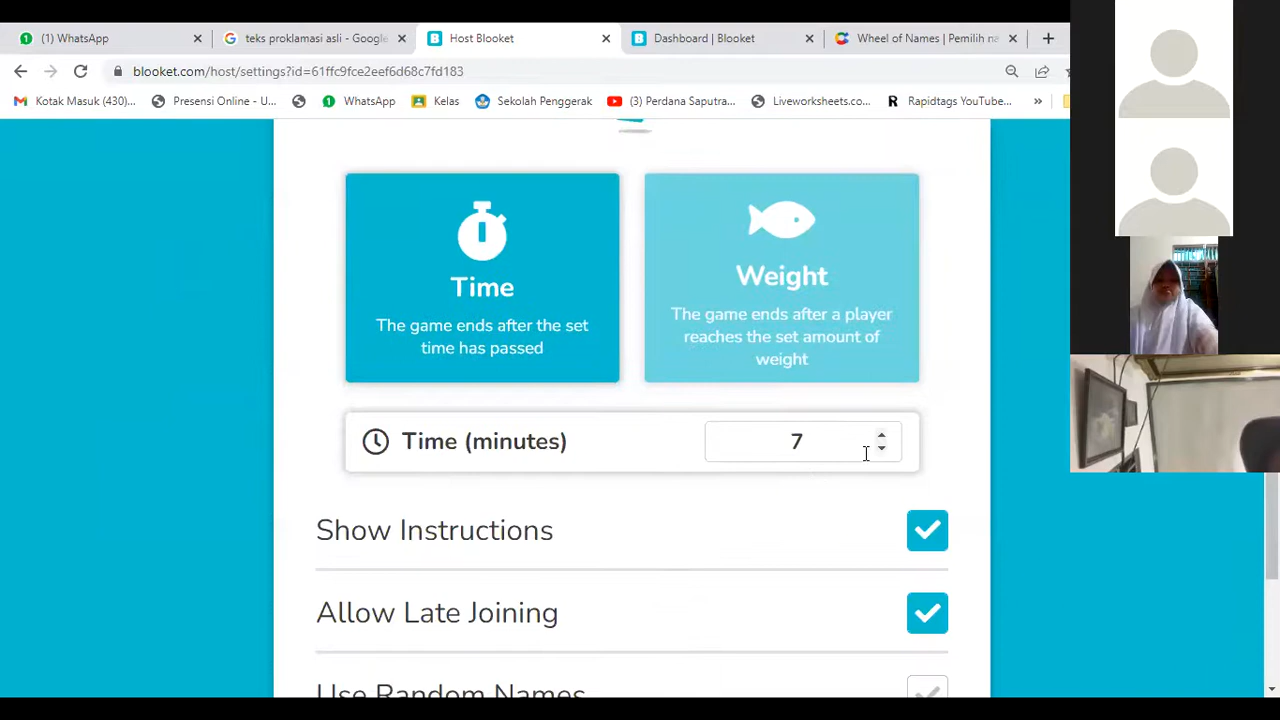 (1) WhatsApp
teks proklamasi asli - Google
Host Blooket
Dashboard | Blooket
Wheel of Names | Pemilih na
blooket.com/host/settings?id=61ffc9fce2eef6d68c7fd183
Kotak Masuk (430)...
Presensi Online - U...
WhatsApp
Kelas
Sekolah Penggerak
(3) Perdana Saputra...
Liveworksheets.co...
Rapidtags YouTube...
»
Time
The game ends after the set
time has passed
Weight
The game ends after a player
reaches the set amount of
weight
Time (minutes)
7
Show Instructions
Allow Late Joining
Use Random Names